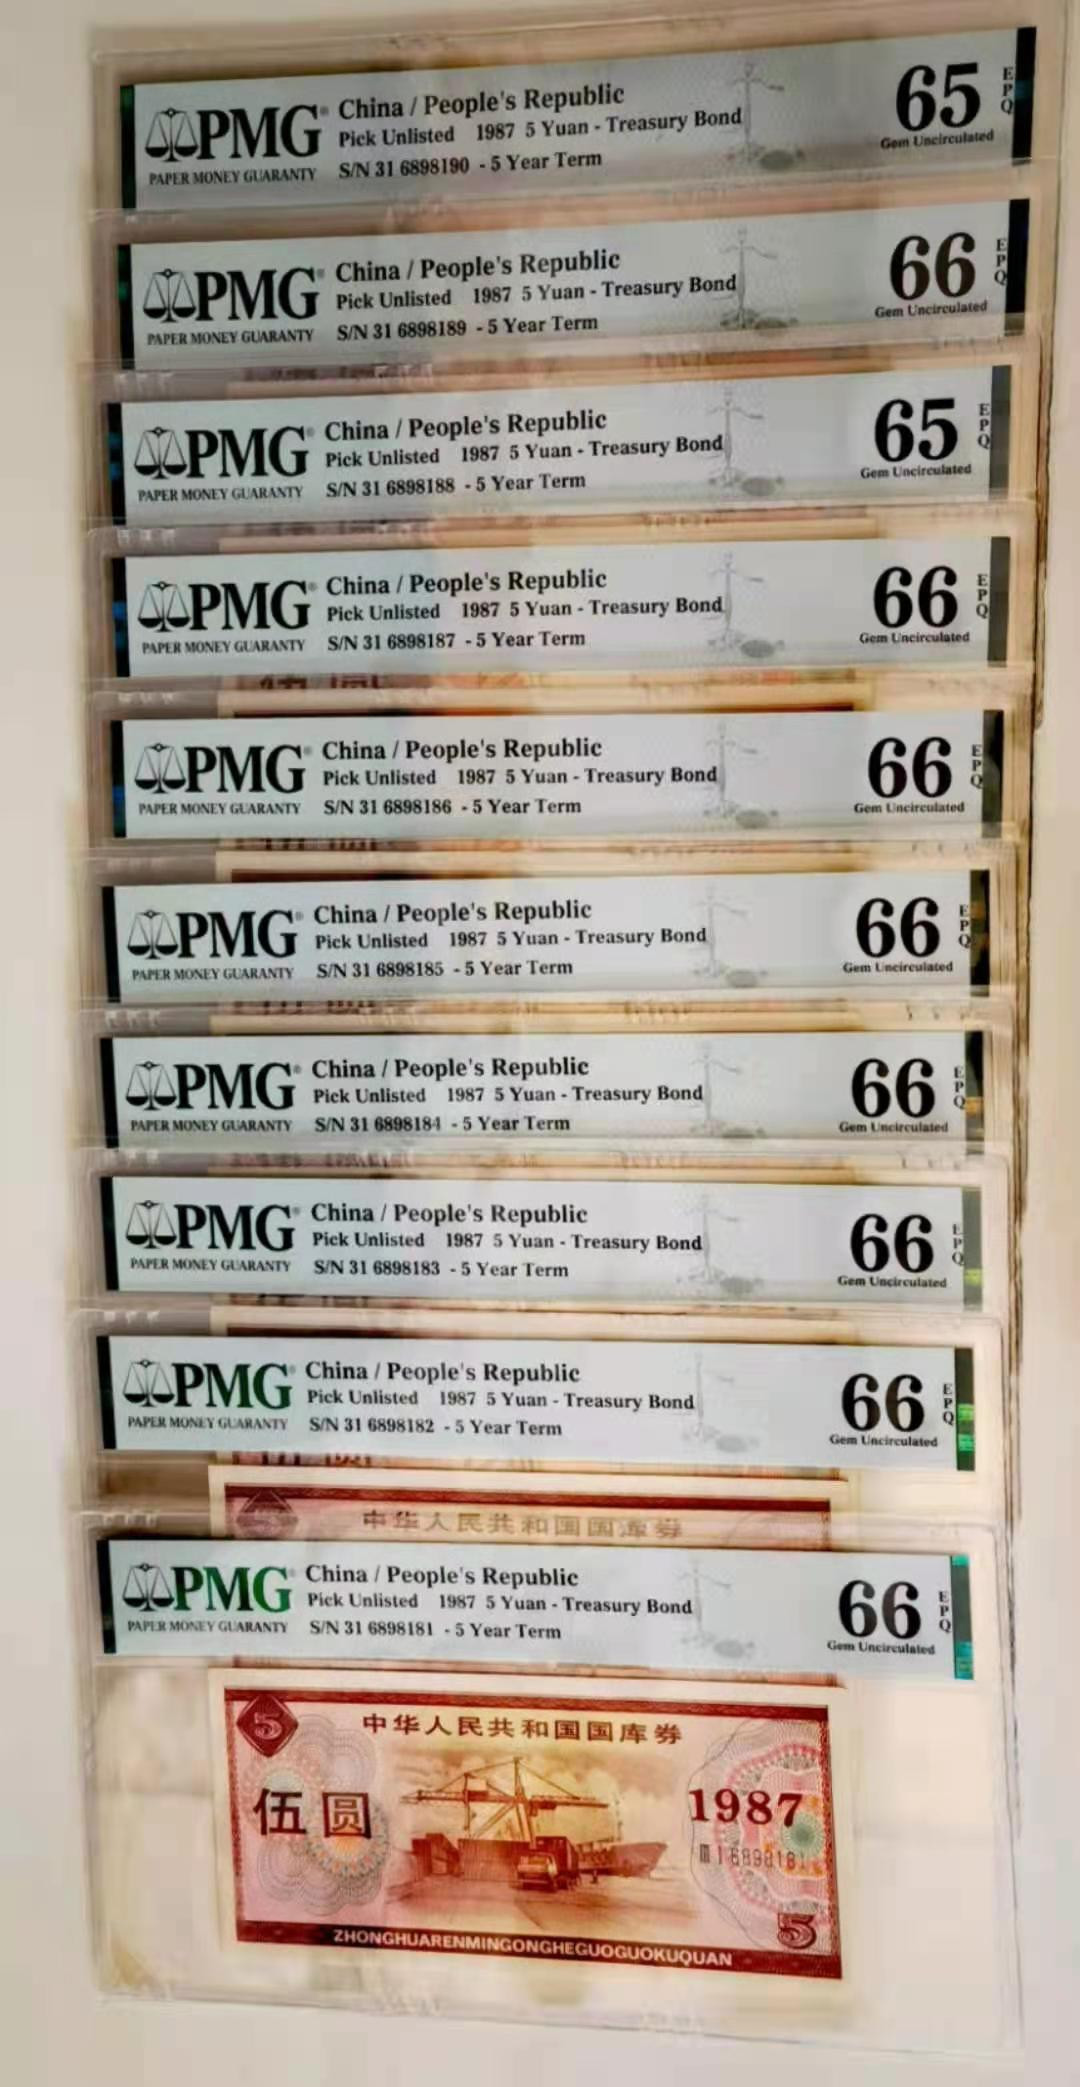 PMG
PAPER MONEY GUARANTY
China / People's Republic
Pick Unlisted 1987 5 Yuan - Treasury Bond
S/N 31 6898190 - 5 Year Term
65
EPQ
Gem Uncirculated
PMG
PAPER MONEY GUARANTY
China / People's Republic
Pick Unlisted 1987 5 Yuan - Treasury Bond
S/N 31 6898189 - 5 Year Term
66
EPQ
Gem Uncirculated
PMG
PAPER MONEY GUARANTY
China / People's Republic
Pick Unlisted 1987 5 Yuan - Treasury Bond
S/N 31 6898188 - 5 Year Term
65
EPQ
Gem Uncirculated
PMG
PAPER MONEY GUARANTY
China / People's Republic
Pick Unlisted 1987 5 Yuan - Treasury Bond
S/N 31 6898187 - 5 Year Term
66
EPQ
Gem Uncirculated
PMG
PAPER MONEY GUARANTY
China / People's Republic
Pick Unlisted 1987 5 Yuan - Treasury Bond
S/N 31 6898186 - 5 Year Term
66
EPQ
Gem Uncirculated
PMG
PAPER MONEY GUARANTY
China / People's Republic
Pick Unlisted 1987 5 Yuan - Treasury Bond
S/N 31 6898185 - 5 Year Term
66
EPQ
Gem Uncirculated
PMG
PAPER MONEY GUARANTY
China / People's Republic
Pick Unlisted 1987 5 Yuan - Treasury Bond
S/N 31 6898184 - 5 Year Term
66
EPQ
Gem Uncirculated
PMG
PAPER MONEY GUARANTY
China / People's Republic
Pick Unlisted 1987 5 Yuan - Treasury Bond
S/N 31 6898183 - 5 Year Term
66
EPQ
Gem Uncirculated
PMG
PAPER MONEY GUARANTY
China / People's Republic
Pick Unlisted 1987 5 Yuan - Treasury Bond
S/N 31 6898182 - 5 Year Term
66
EPQ
Gem Uncirculated
中华人民共和国国库券
PMG
PAPER MONEY GUARANTY
China / People's Republic
Pick Unlisted 1987 5 Yuan - Treasury Bond
S/N 31 6898181 - 5 Year Term
66
EPQ
Gem Uncirculated
5
中华人民共和国国库券
伍圆
1987
5
ZHONGHUARENMINGONGHEGUOGUOKUQUAN